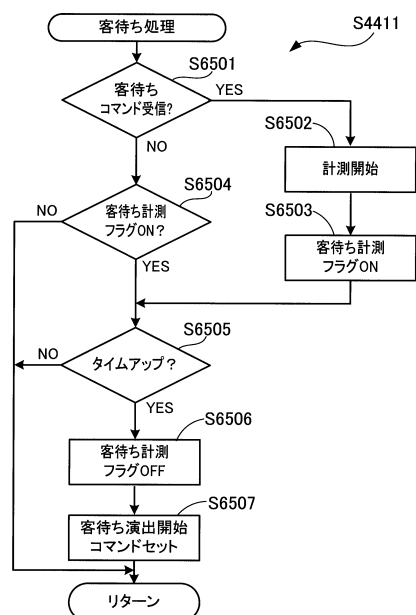 客待ち処理
S4411
S6501
客待ち
コマンド受信?
YES
NO
S6502
計測開始
S6503
客待ち計測
フラグON
S6504
客待ち計測
フラグON?
NO
YES
S6505
タイムアップ?
NO
YES
S6506
客待ち計測
フラグOFF
S6507
客待ち演出開始
コマンドセット
リターン